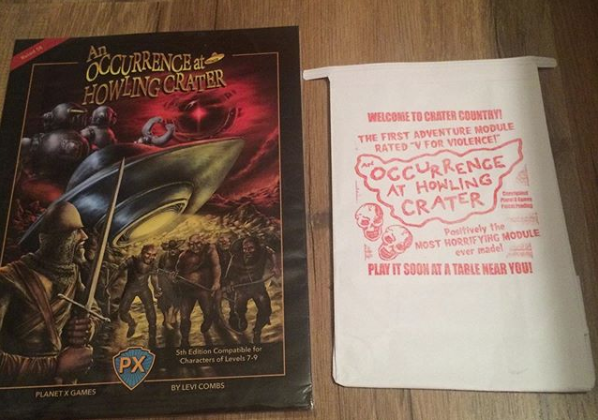 An
OCCURRENCE at
HOWLING CRATER
5th Edition Compatible for
Characters of Levels 7-9
PX
PLANET X GAMES
BY LEVI COMBS
WELCOME TO CRATER COUNTRY!
THE FIRST ADVENTURE MODULE
RATED "V FOR VIOLENCE!"
AN
OCCURRENCE
AT HOWLING
CRATER
Positively the
MOST HORRIFYING MODULE
ever made!
PLAY IT SOON AT A TABLE NEAR YOU!